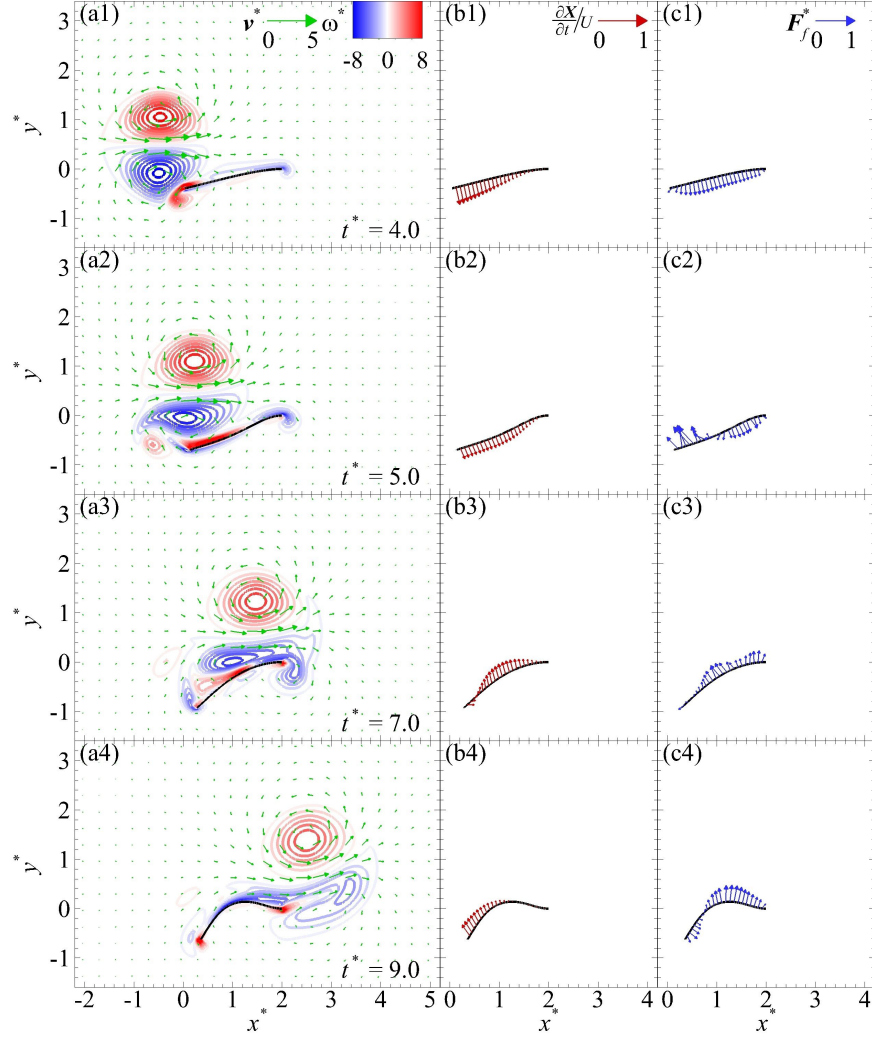 (a1) v* 0 5 ω* -8 0 8
3
2
1
0
-1
y*
t* = 4.0
(b1) ∂X/∂t/U 0 1
(c1) F_f* 0 1
(a2)
3
2
1
0
-1
y*
t* = 5.0
(b2)
(c2)
(a3)
3
2
1
0
-1
y*
t* = 7.0
(b3)
(c3)
(a4)
3
2
1
0
-1
y*
t* = 9.0
(b4)
(c4)
-2 -1 0 1 2 3 4 5
0 1 2 3 4
0 1 2 3 4
x* x* x*